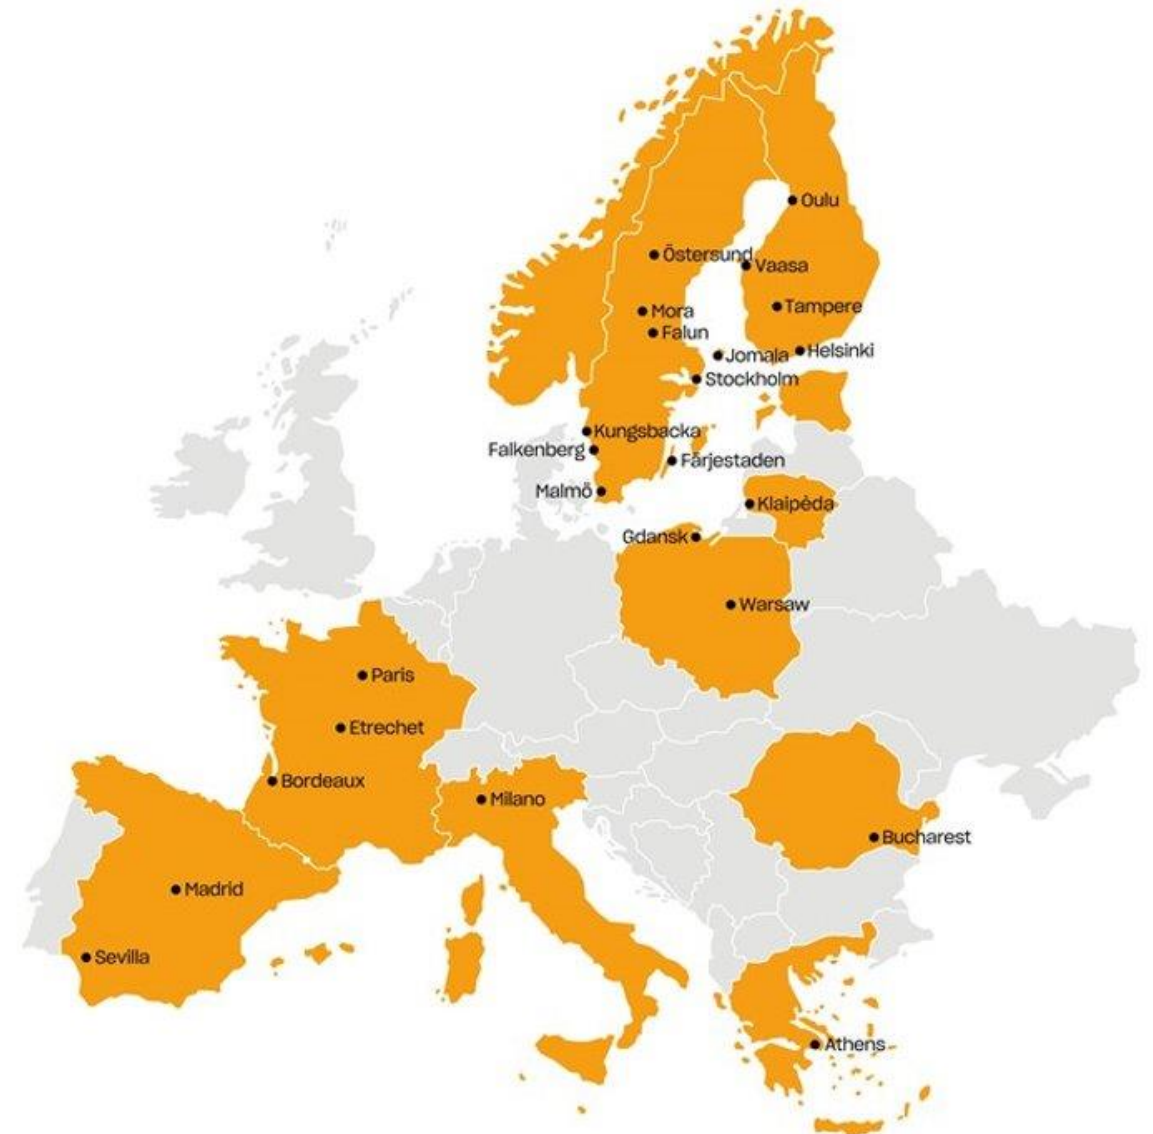 Oulu
Östersund
Vaasa
Mora
Tampere
Falun
Jomala
Helsinki
Stockholm
Kungsbacka
Falkenberg
Färjestaden
Malmö
Klaipėda
Gdansk
Warsaw
Paris
Etrechet
Bordeaux
Milano
Bucharest
Madrid
Sevilla
Athens